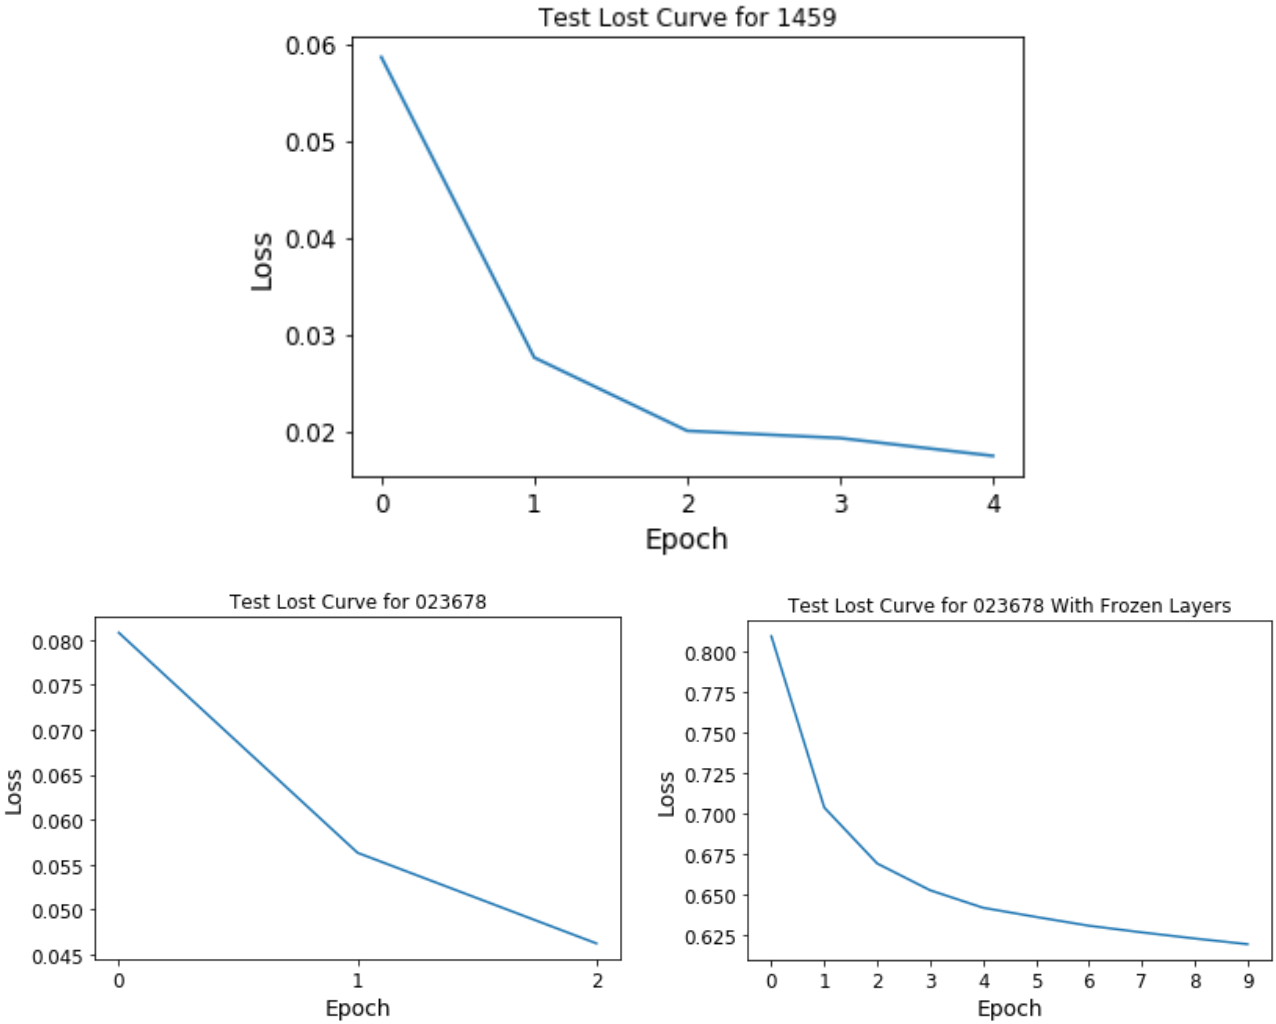 Test Lost Curve for 1459
0.06
0.05
0.04
0.03
0.02
Loss
0 1 2 3 4
Epoch
Test Lost Curve for 023678
0.080
0.075
0.070
0.065
0.060
0.055
0.050
0.045
Loss
0 1 2
Epoch
Test Lost Curve for 023678 With Frozen Layers
0.800
0.775
0.750
0.725
0.700
0.675
0.650
0.625
Loss
0 1 2 3 4 5 6 7 8 9
Epoch